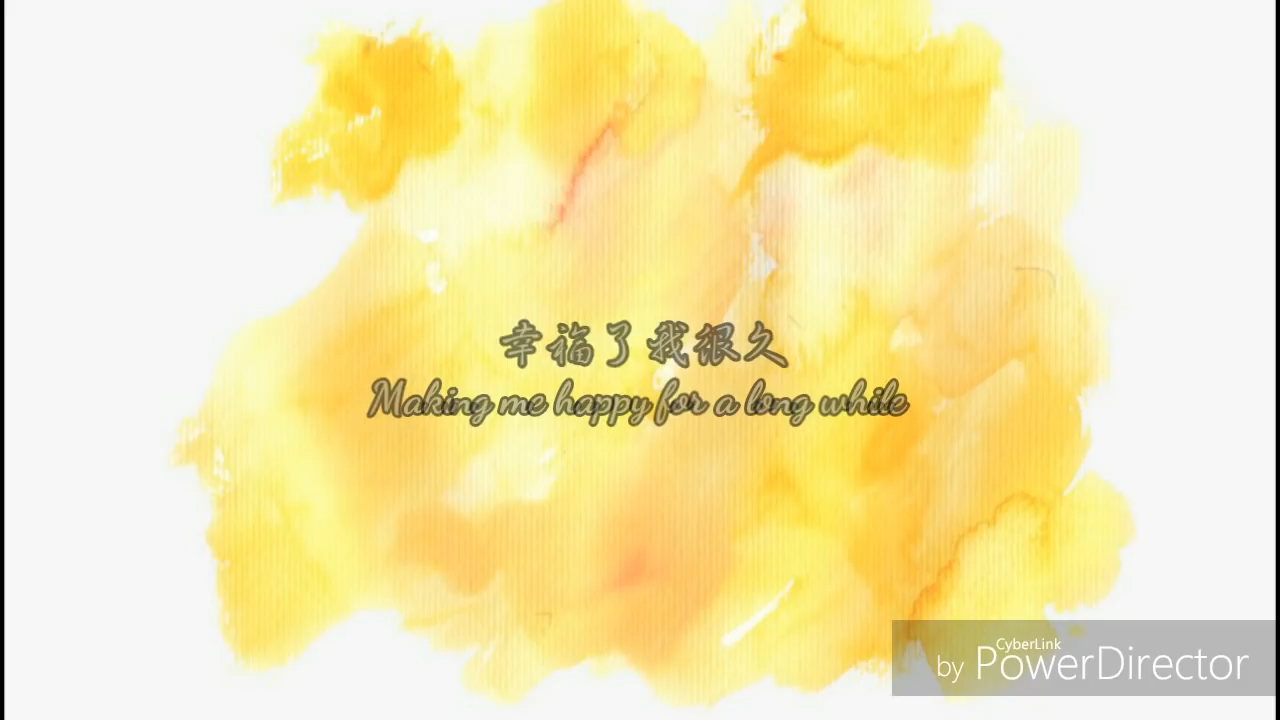 幸福了我很久
Making me happy for a long while
CyberLink
by PowerDirector